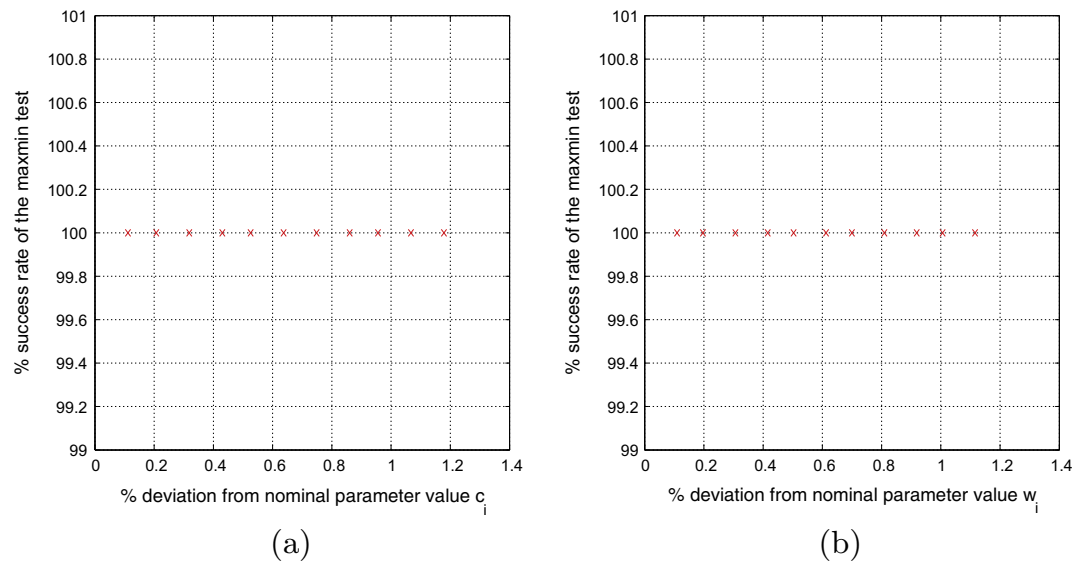 101
100.8
100.6
100.4
100.2
100
99.8
99.6
99.4
99.2
99
0 0.2 0.4 0.6 0.8 1 1.2 1.4
% success rate of the maxmin test
% deviation from nominal parameter value c_i
(a)
101
100.8
100.6
100.4
100.2
100
99.8
99.6
99.4
99.2
99
0 0.2 0.4 0.6 0.8 1 1.2 1.4
% success rate of the maxmin test
% deviation from nominal parameter value w_i
(b)